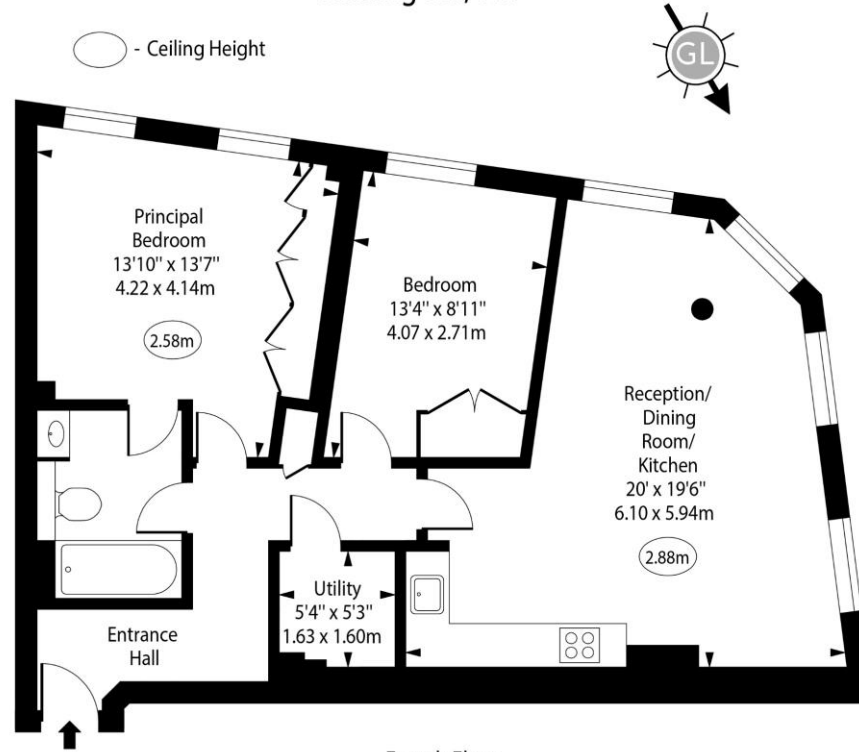 - Ceiling Height
GL
Principal
Bedroom
13'10" x 13'7"
4.22 x 4.14m
2.58m
Bedroom
13'4" x 8'11"
4.07 x 2.71m
Reception/
Dining
Room/
Kitchen
20' x 19'6"
6.10 x 5.94m
2.88m
Utility
5'4" x 5'3"
1.63 x 1.60m
Entrance
Hall